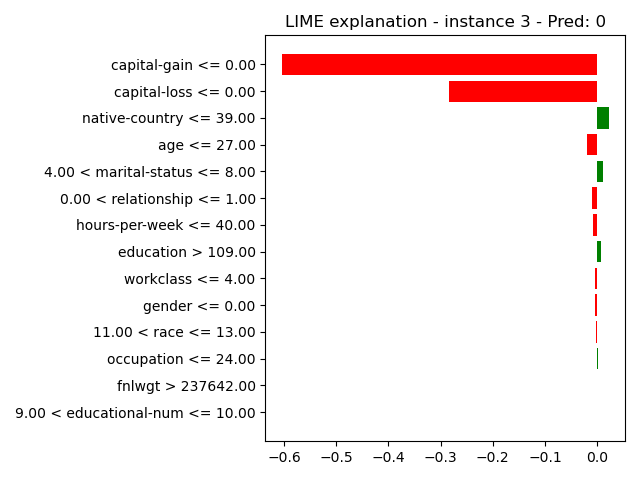 LIME explanation - instance 3 - Pred: 0
capital-gain <= 0.00
capital-loss <= 0.00
native-country <= 39.00
age <= 27.00
4.00 < marital-status <= 8.00
0.00 < relationship <= 1.00
hours-per-week <= 40.00
education > 109.00
workclass <= 4.00
gender <= 0.00
11.00 < race <= 13.00
occupation <= 24.00
fnlwgt > 237642.00
9.00 < educational-num <= 10.00
−0.6 −0.5 −0.4 −0.3 −0.2 −0.1 0.0